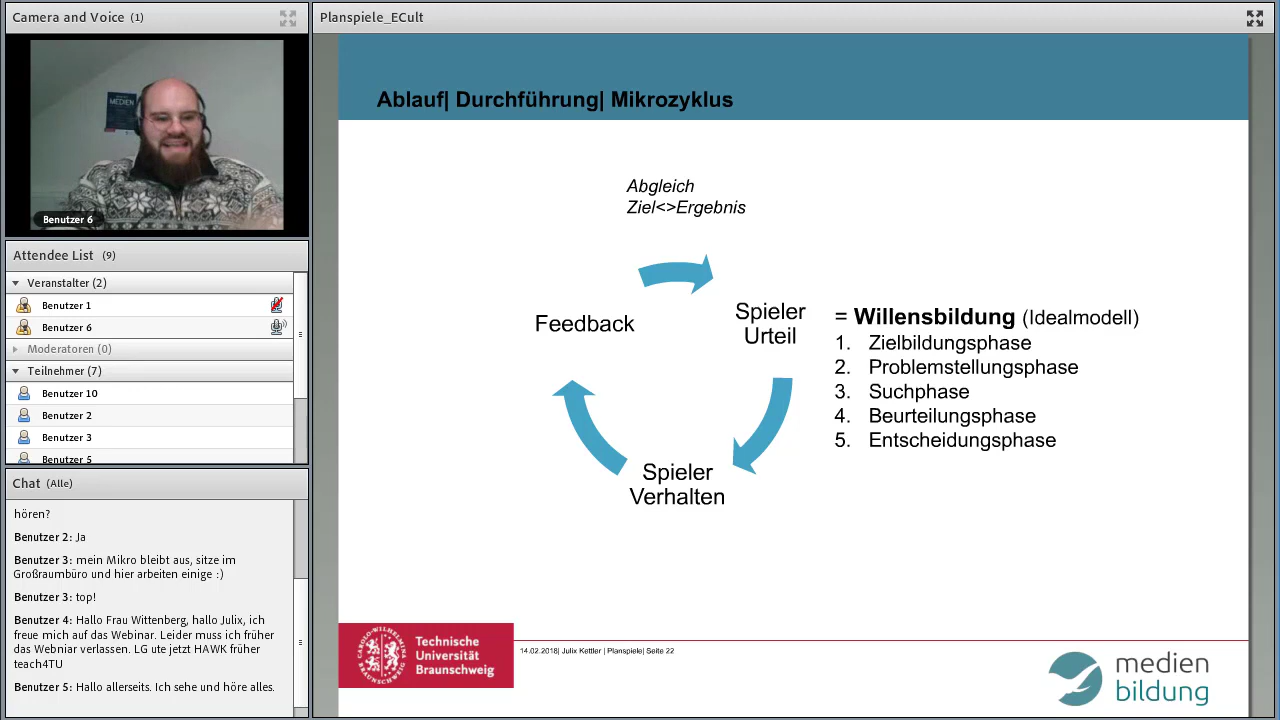 Camera and Voice (1)
MEDIEN
Benutzer 6
Attendee List (9)
Veranstalter (2)
Benutzer 1
Benutzer 6
Moderatoren (0)
Teilnehmer (7)
Benutzer 10
Benutzer 2
Benutzer 3
Benutzer 5
Chat (Alle)
hören?
Benutzer 2: Ja
Benutzer 3: mein Mikro bleibt aus, sitze im
Großraumbüro und hier arbeiten einige :)
Benutzer 3: top!
Benutzer 4: Hallo Frau Wittenberg, hallo Julix, ich
freue mich auf das Webinar. Leider muss ich früher
das Webniar verlassen. LG ute jetzt HAWK früher
teach4TU
Benutzer 5: Hallo allerseits. Ich sehe und höre alles.
Planspiele_ECult
Ablauf| Durchführung| Mikrozyklus
Abgleich
Ziel<>Ergebnis
Feedback
Spieler
Urteil
Spieler
Verhalten
= Willensbildung (Idealmodell)
1. Zielbildungsphase
2. Problemstellungsphase
3. Suchphase
4. Beurteilungsphase
5. Entscheidungsphase
CAROLO-WILHELMINA
Technische
Universität
Braunschweig
14.02.2018| Julix Kettler | Planspiele| Seite 22
medien
bildung